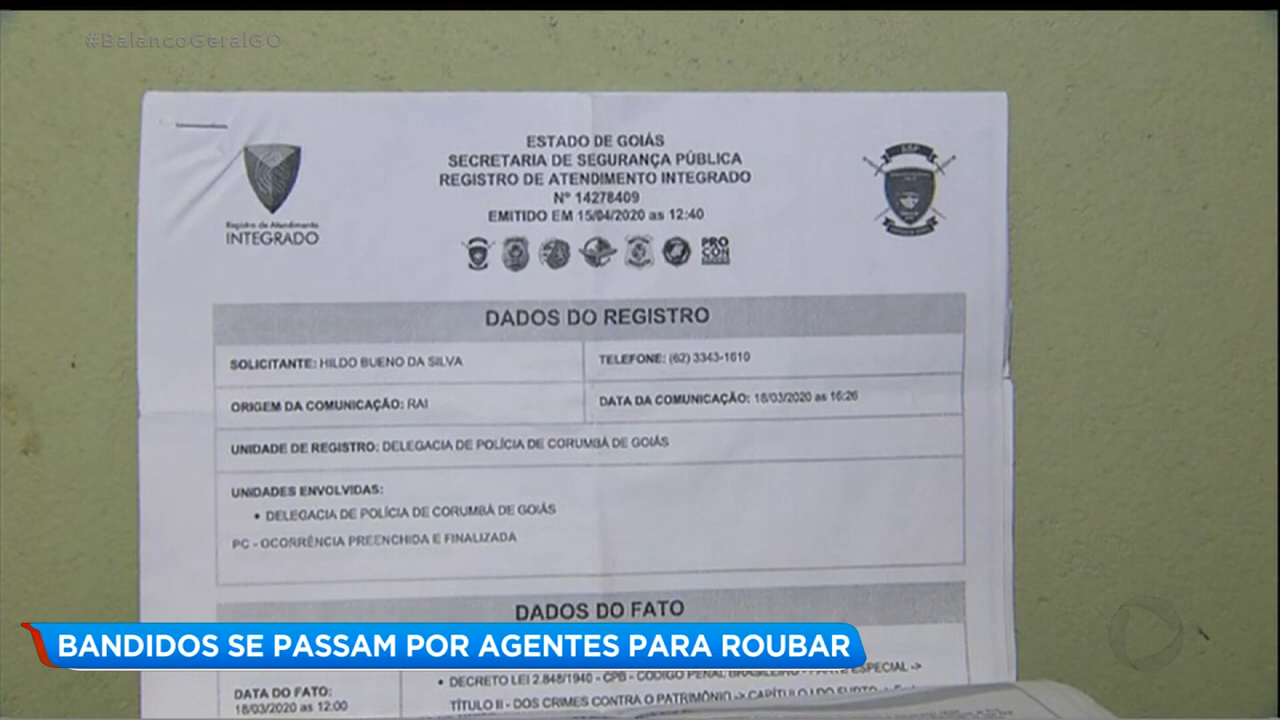 #BalancoGeralGO
ESTADO DE GOIÁS
SECRETARIA DE SEGURANÇA PÚBLICA
REGISTRO DE ATENDIMENTO INTEGRADO
Nº 14278409
EMITIDO EM 15/04/2020 as 12:40
Registro de Atendimento
INTEGRADO
PRO
CON
DADOS DO REGISTRO
SOLICITANTE: HILDO BUENO DA SILVA
TELEFONE: (62) 3343-1610
ORIGEM DA COMUNICAÇÃO: RAI
DATA DA COMUNICAÇÃO: 18/03/2020 as 16:26
UNIDADE DE REGISTRO: DELEGACIA DE POLÍCIA DE CORUMBÁ DE GOIÁS
UNIDADES ENVOLVIDAS:
• DELEGACIA DE POLÍCIA DE CORUMBÁ DE GOIÁS
PC - OCORRÊNCIA PREENCHIDA E FINALIZADA
DADOS DO FATO
BANDIDOS SE PASSAM POR AGENTES PARA ROUBAR
DATA DO FATO:
18/03/2020 as 12:00
• DECRETO LEI 2.848/1940 - CPB - CÓDIGO PENAL BRASILEIRO - PARTE ESPECIAL ->
TÍTULO II - DOS CRIMES CONTRA O PATRIMÔNIO -> CAPÍTULO I DO FURTO